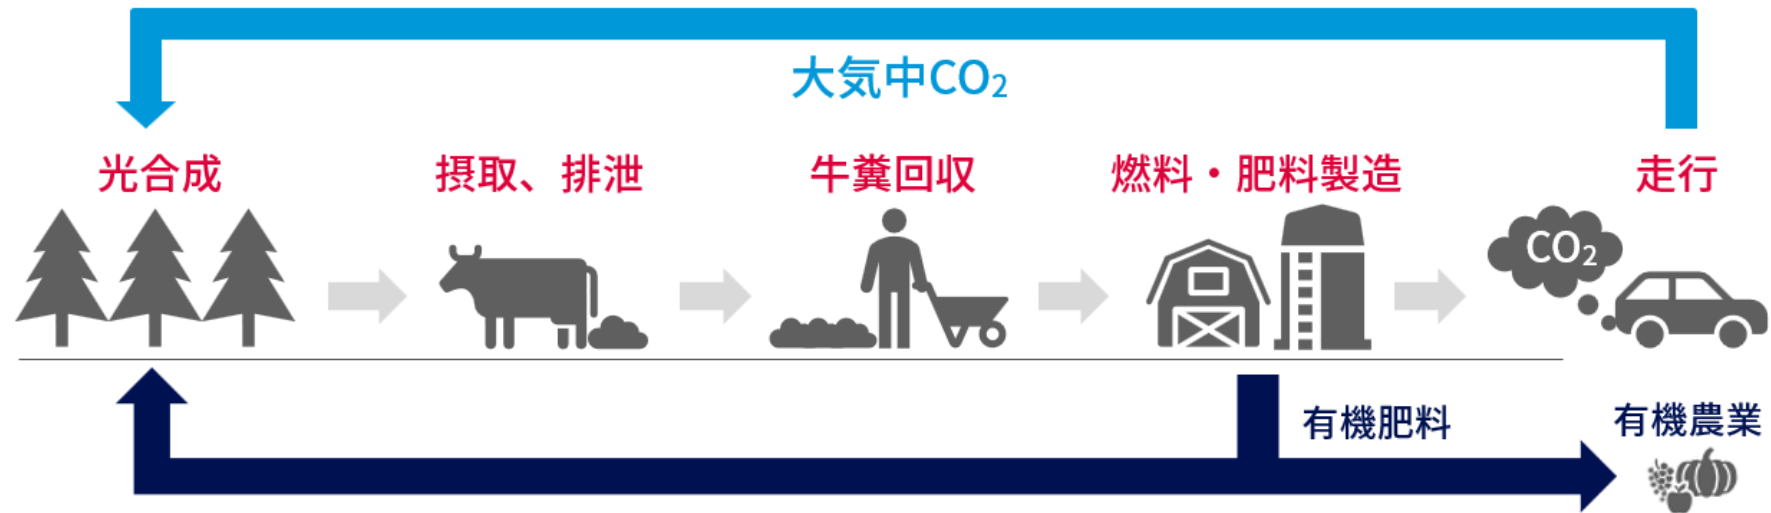 大気中CO₂
光合成
摂取、排泄
牛糞回収
燃料・肥料製造
走行
CO₂
有機肥料
有機農業